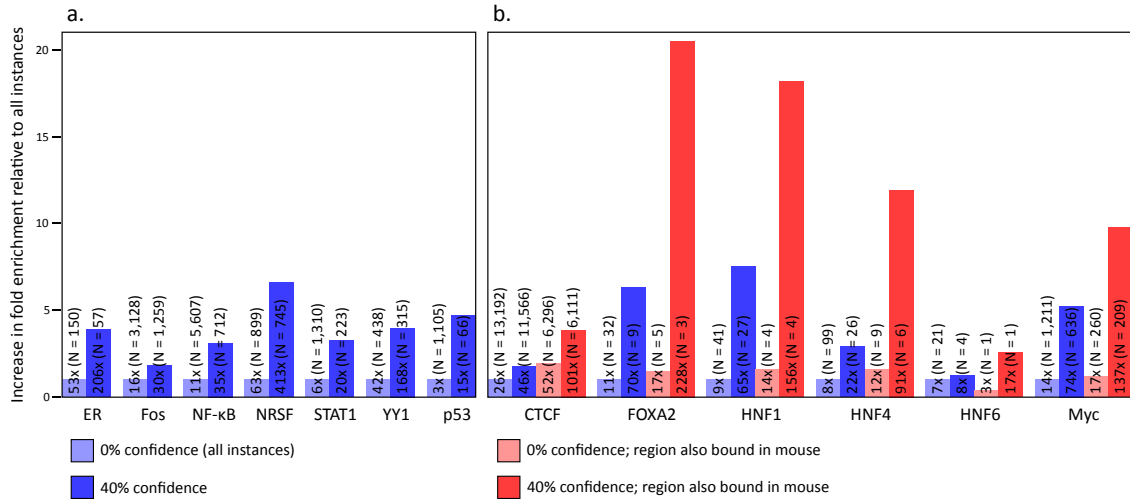 a.
b.
Increase in fold enrichment relative to all instances
20
15
10
5
0
53x (N = 150)
206x (N = 57)
16x (N = 3,128)
30x (N = 1,259)
11x (N = 5,607)
35x (N = 712)
63x (N = 899)
413x (N = 745)
6x (N = 1,310)
20x (N = 223)
42x (N = 438)
168x (N = 315)
3x (N = 1,105)
15x (N = 66)
26x (N = 13,192)
46x (N = 11,566)
52x (N = 6,296)
101x (N = 6,111)
11x (N = 32)
70x (N = 9)
17x (N = 5)
228x (N = 3)
9x (N = 41)
65x (N = 27)
14x (N = 4)
156x (N = 4)
8x (N = 99)
22x (N = 26)
12x (N = 9)
91x (N = 6)
7x (N = 21)
8x (N = 4)
3x (N = 1)
17x (N = 1)
14x (N = 1,211)
74x (N = 636)
17x (N = 260)
137x (N = 209)
ER Fos NF-κB NRSF STAT1 YY1 p53
CTCF FOXA2 HNF1 HNF4 HNF6 Myc
0% confidence (all instances)
0% confidence; region also bound in mouse
40% confidence
40% confidence; region also bound in mouse